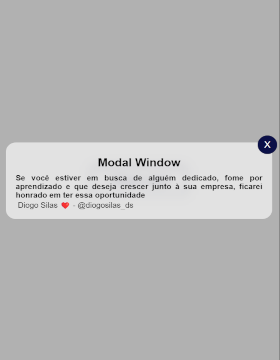 X
Modal Window
Se você estiver em busca de alguém dedicado, fome por
aprendizado e que deseja crescer junto à sua empresa, ficarei
honrado em ter essa oportunidade
Diogo Silas ❤️ - @diogosilas_ds